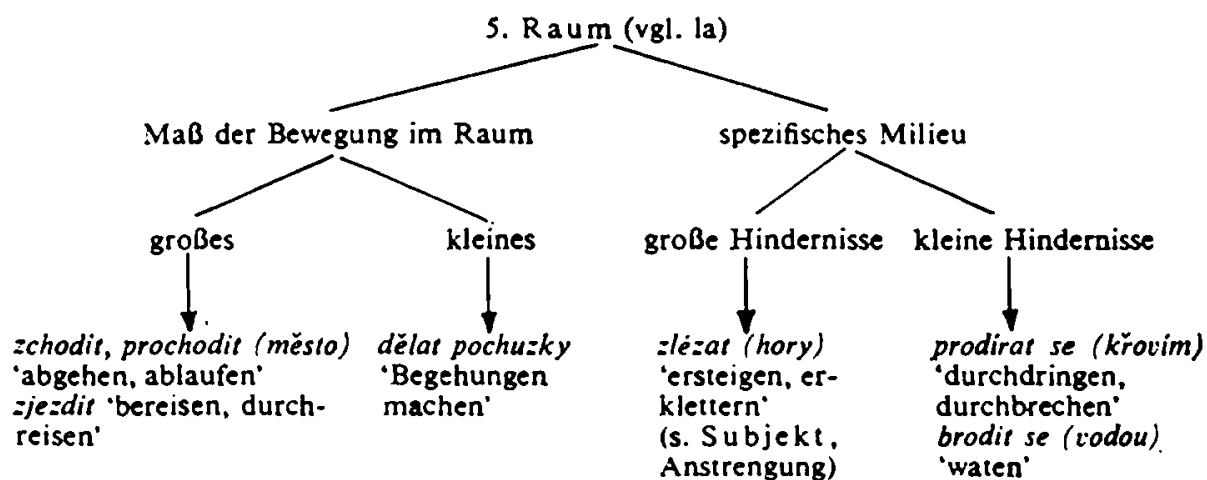 5. Raum (vgl. la)
Maß der Bewegung im Raum
spezifisches Milieu
großes
kleines
große Hindernisse
kleine Hindernisse
zchodit, prochodit (město)
'abgehen, ablaufen'
zjezdit 'bereisen, durch-
reisen'
dělat pochuzky
'Begehungen
machen'
zlézat (hory)
'ersteigen, er-
klettern'
(s. Subjekt,
Anstrengung)
prodírat se (křovím)
'durchdringen,
durchbrechen'
brodit se (vodou)
'waten'